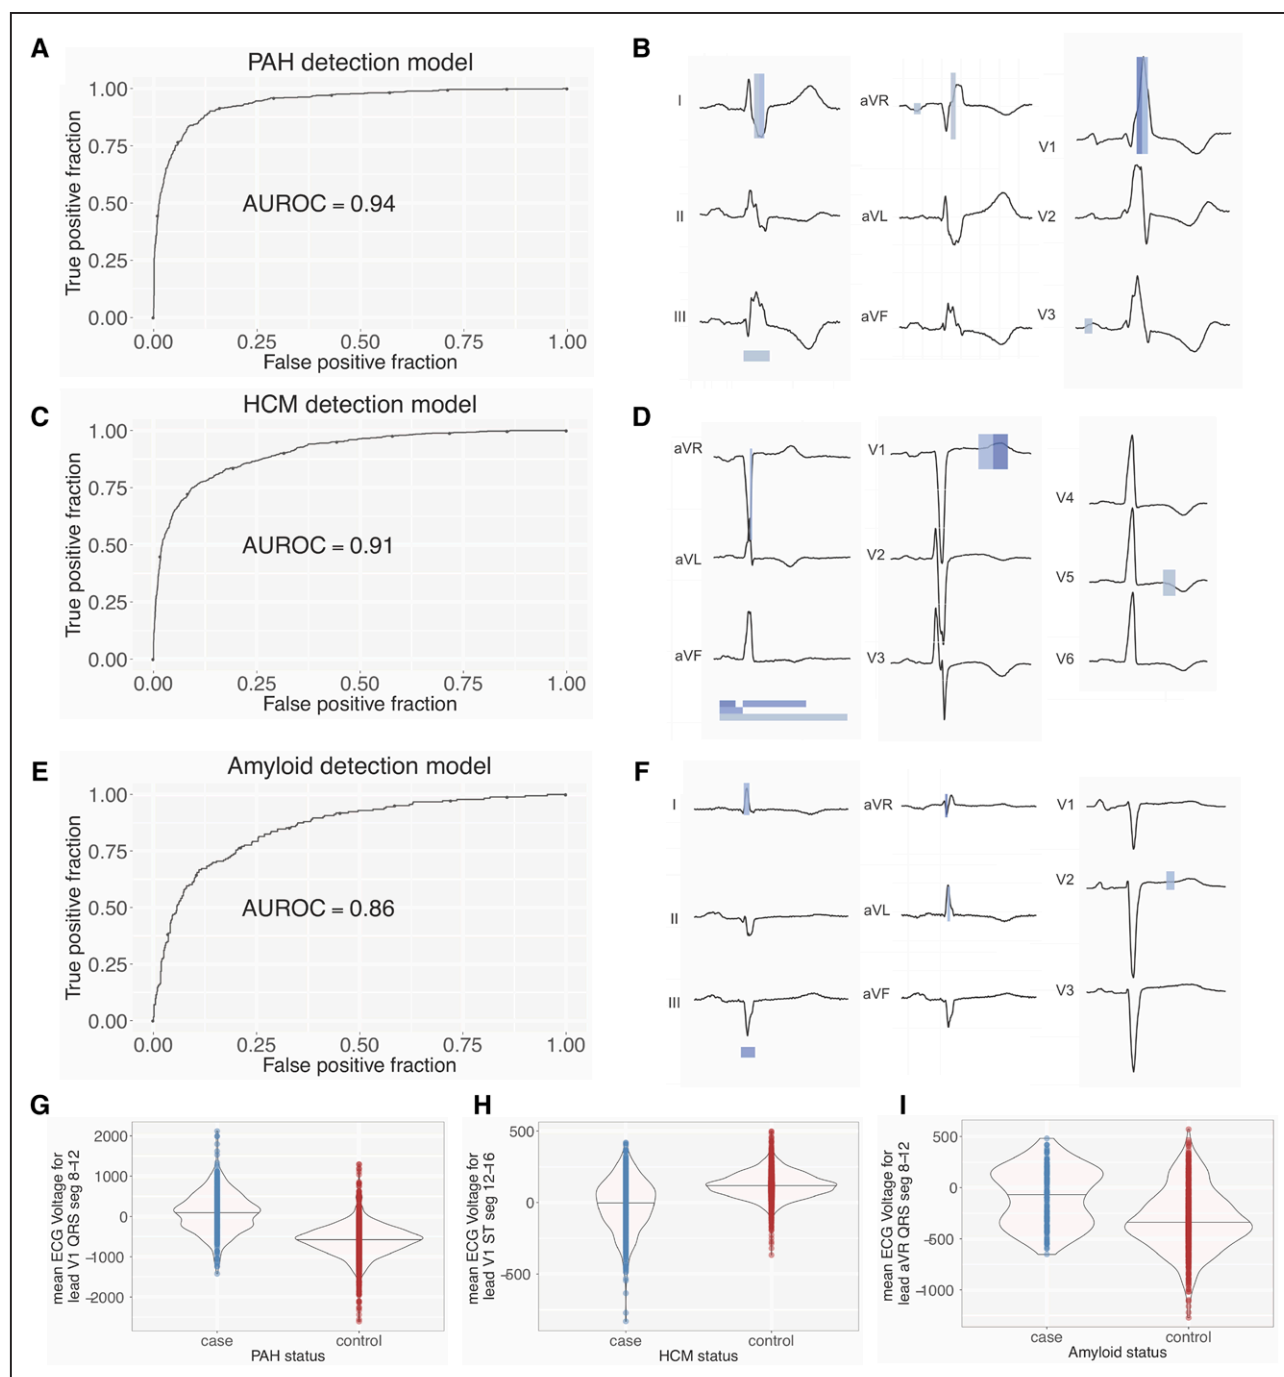 A
PAH detection model
True positive fraction
1.00
0.75
0.50
0.25
0.00
AUROC = 0.94
0.00 0.25 0.50 0.75 1.00
False positive fraction
B
I
II
III
aVR
aVL
aVF
V1
V2
V3
C
HCM detection model
True positive fraction
1.00
0.75
0.50
0.25
0.00
AUROC = 0.91
0.00 0.25 0.50 0.75 1.00
False positive fraction
D
aVR
aVL
aVF
V1
V2
V3
V4
V5
V6
E
Amyloid detection model
True positive fraction
1.00
0.75
0.50
0.25
0.00
AUROC = 0.86
0.00 0.25 0.50 0.75 1.00
False positive fraction
F
I
II
III
aVR
aVL
aVF
V1
V2
V3
G
mean ECG Voltage for
lead V1 QRS seg 8–12
2000
1000
0
−1000
−2000
case control
PAH status
H
mean ECG Voltage for
lead V1 ST seg 12–16
500
0
−500
case control
HCM status
I
mean ECG Voltage for
lead aVR QRS seg 8–12
500
0
−500
−1000
case control
Amyloid status